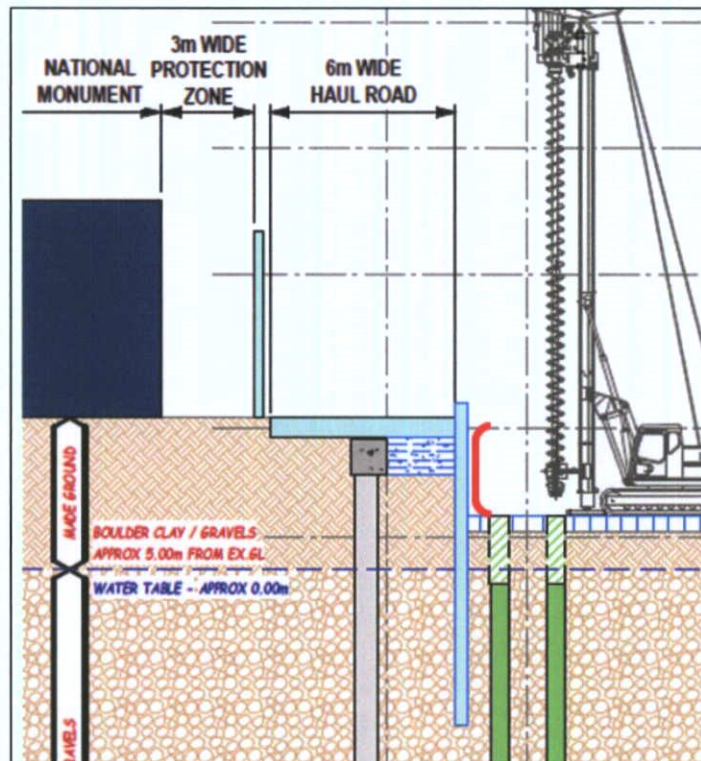 NATIONAL
MONUMENT
3m WIDE
PROTECTION
ZONE
6m WIDE
HAUL ROAD
MADE GROUND
BOULDER CLAY / GRAVELS
APPROX 5.00m FROM EX.GL
WATER TABLE - APPROX 0.00m
RAVELS